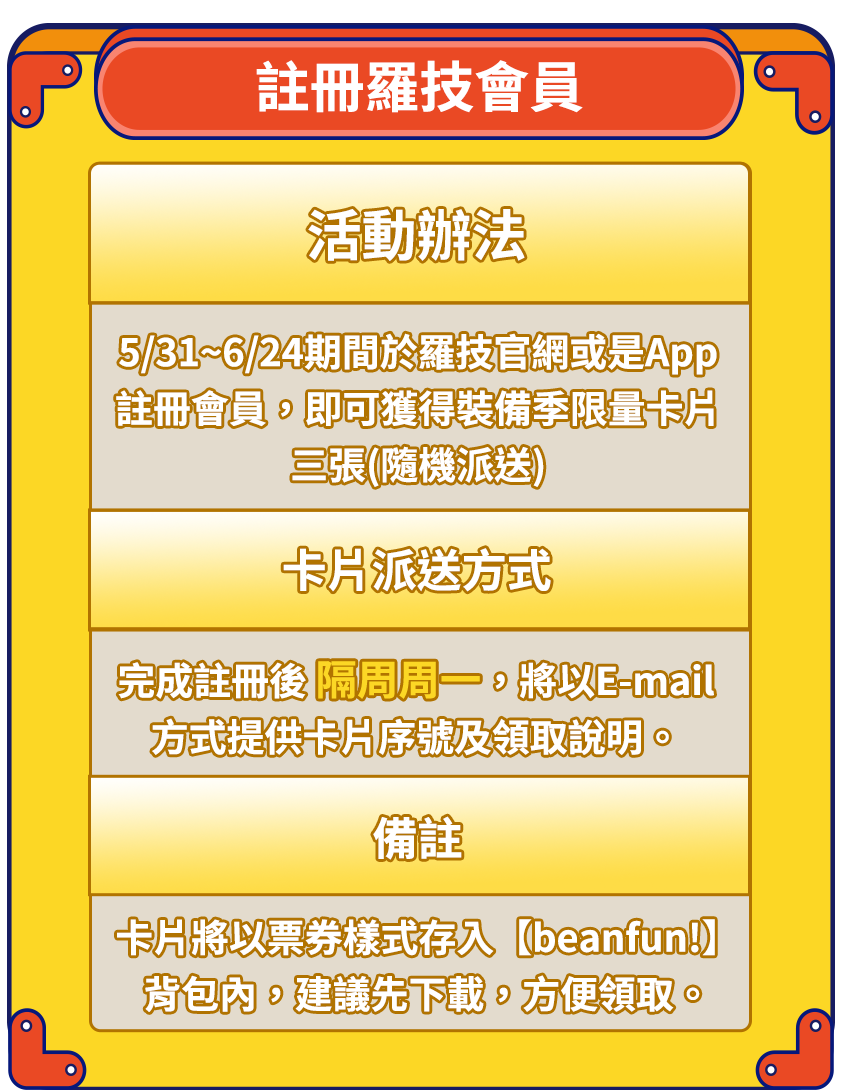 註冊羅技會員
活動辦法
5/31~6/24期間於羅技官網或是App
註冊會員，即可獲得裝備季限量卡片
三張(隨機派送)
卡片派送方式
完成註冊後 隔周周一，將以E-mail
方式提供卡片序號及領取說明。
備註
卡片將以票券樣式存入【beanfun!】
背包內，建議先下載，方便領取。